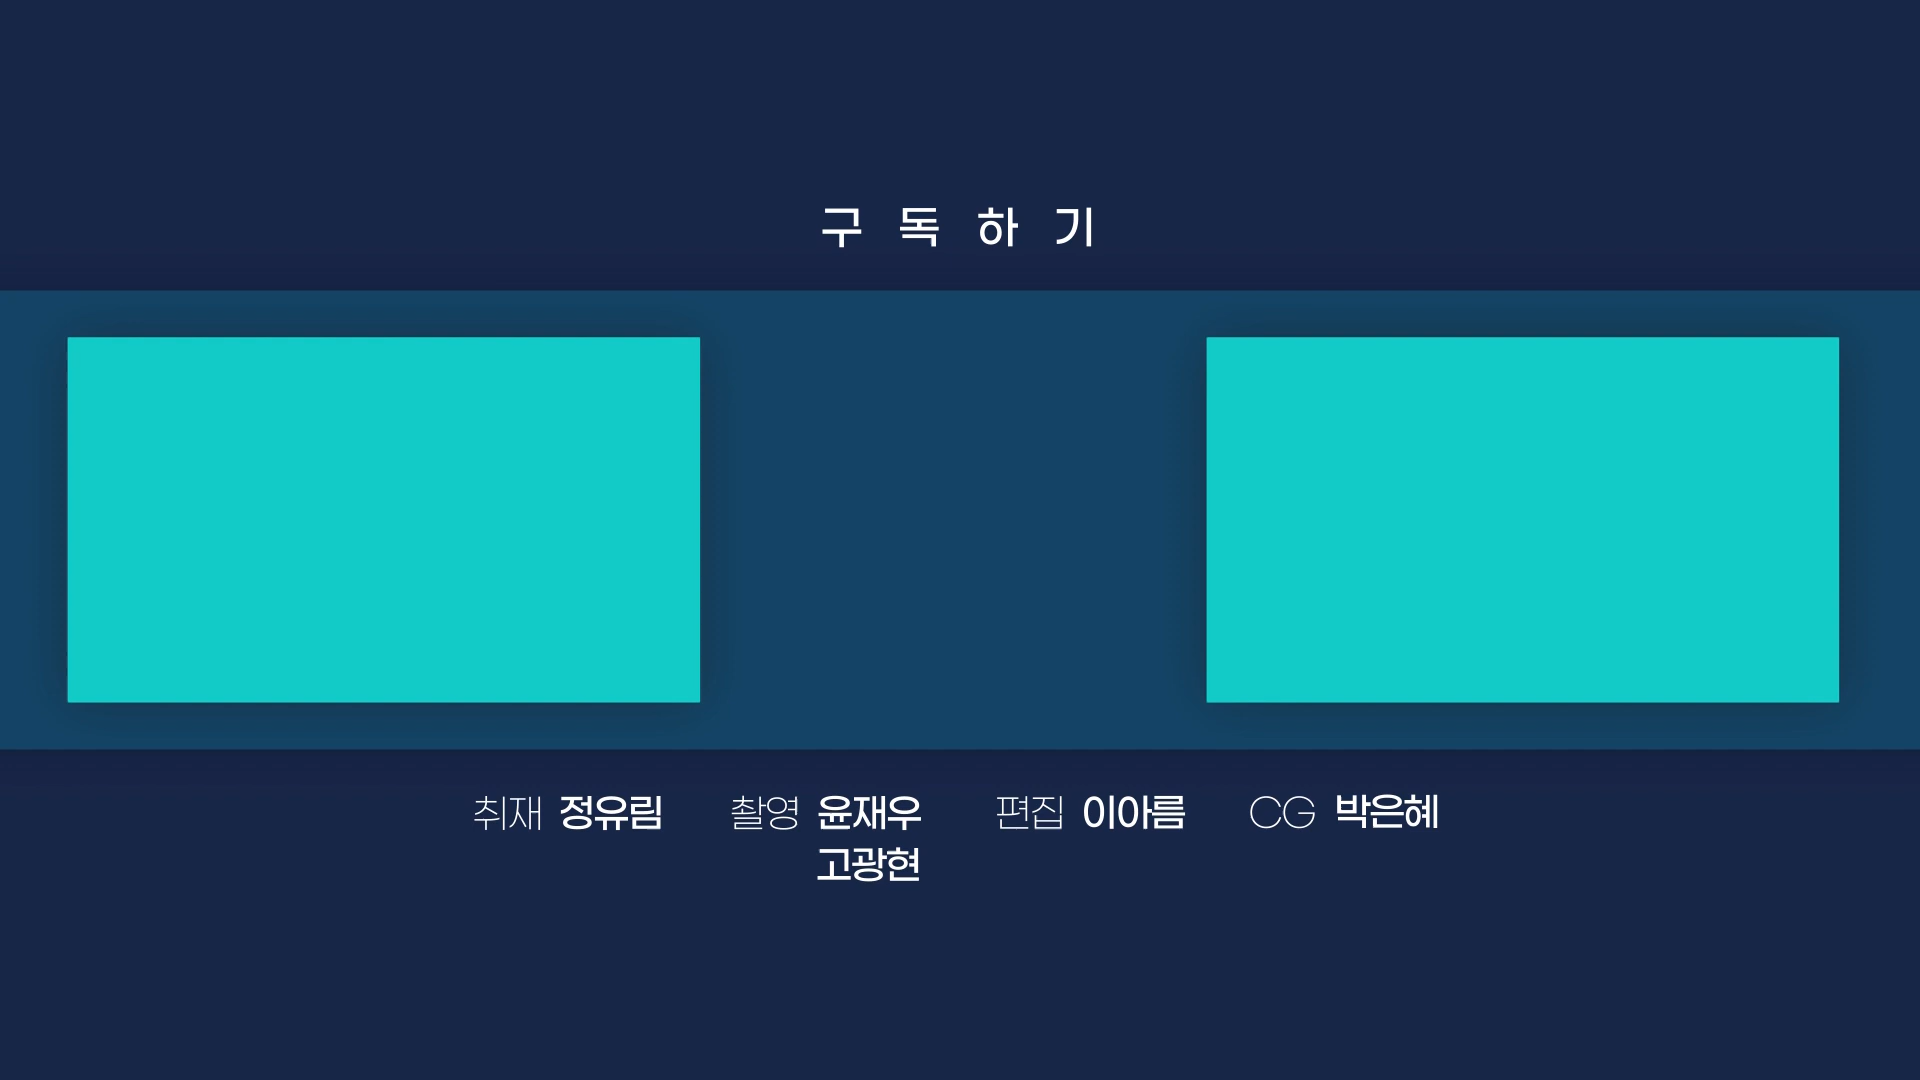 구 독 하 기
취재 정유림 촬영 윤재우 편집 이아름 CG 박은혜
고광현